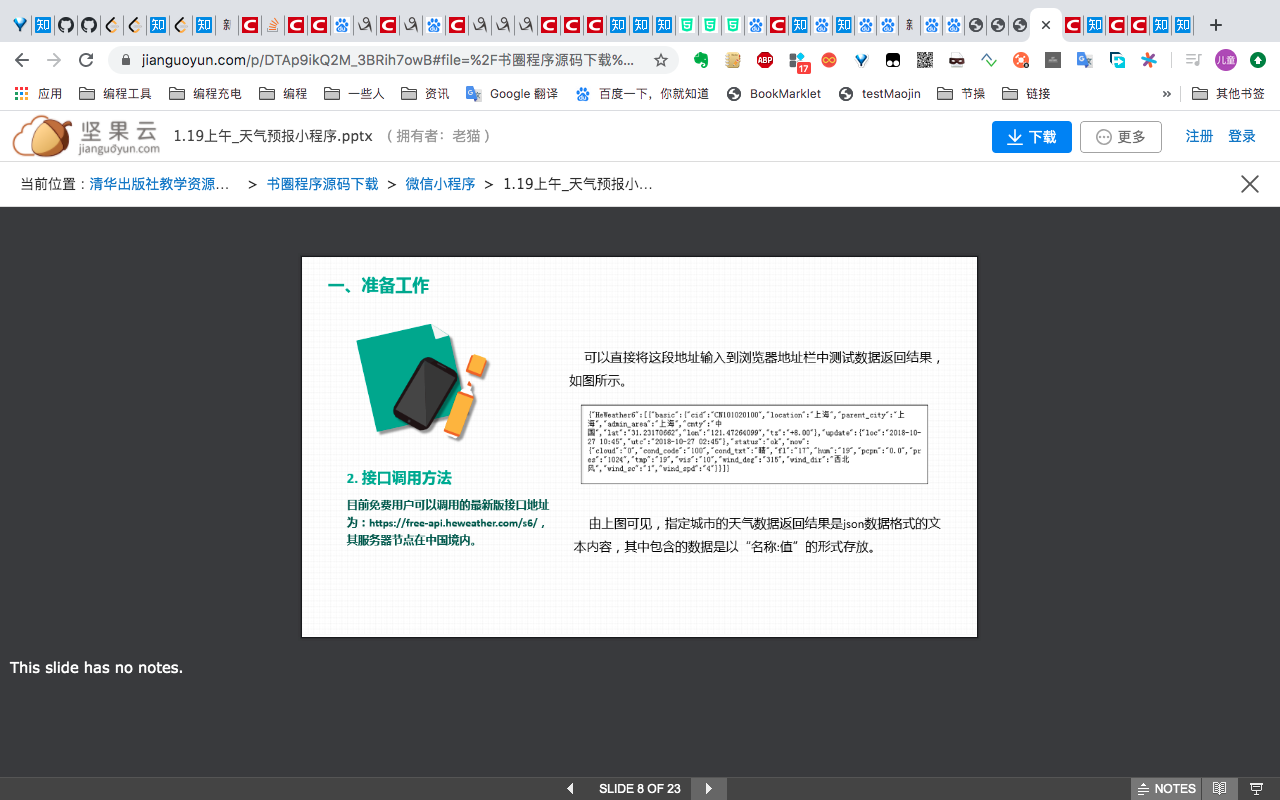 jianguoyun.com/p/DTAp9ikQ2M_3BRih7owB#file=%2F书圈程序源码下载%...
ABP
17
儿童
应用
编程工具
编程充电
编程
一些人
资讯
Google 翻译
百度一下，你就知道
BookMarklet
testMaojin
节操
链接
»
其他书签
坚果云
jianguoyun.com
1.19上午_天气预报小程序.pptx
（ 拥有者：老猫 ）
下载
更多
注册
登录
当前位置：清华出版社教学资源... > 书圈程序源码下载 > 微信小程序 > 1.19上午_天气预报小...
一、准备工作
可以直接将这段地址输入到浏览器地址栏中测试数据返回结果，
如图所示。
{"HeWeather6":[{"basic":{"cid":"CN101020100","location":"上海","parent_city":"上
海","admin_area":"上海","cnty":"中
国","lat":"31.23170662","lon":"121.47264099","tz":"+8.00"},"update":{"loc":"2018-10-
27 10:45","utc":"2018-10-27 02:45"},"status":"ok","now":
{"cloud":"0","cond_code":"100","cond_txt":"晴","fl":"17","hum":"19","pcpn":"0.0","pr
es":"1024","tmp":"19","vis":"10","wind_deg":"315","wind_dir":"西北
风","wind_sc":"1","wind_spd":"4"}}]}
2. 接口调用方法
目前免费用户可以调用的最新版接口地址
为：https://free-api.heweather.com/s6/，
其服务器节点在中国境内。
由上图可见，指定城市的天气数据返回结果是json数据格式的文
本内容，其中包含的数据是以“名称:值”的形式存放。
This slide has no notes.
SLIDE 8 OF 23
NOTES